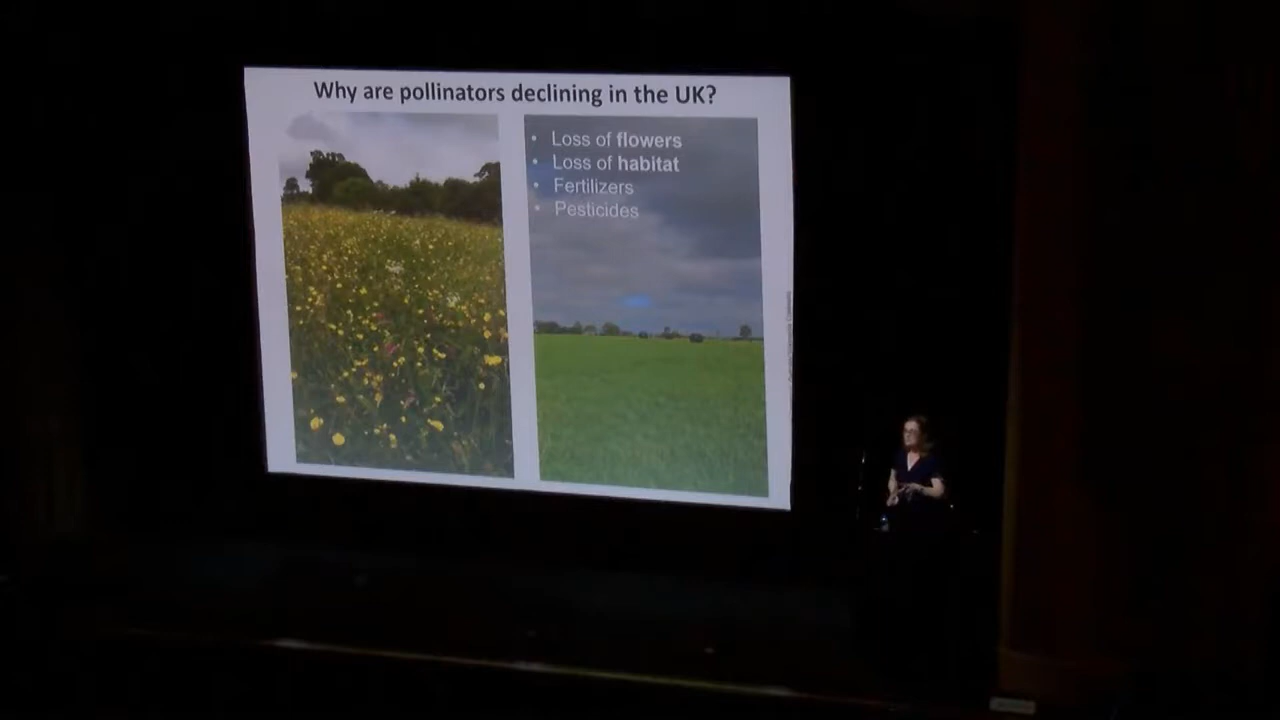 Why are pollinators declining in the UK?
• Loss of flowers
• Loss of habitat
• Fertilizers
• Pesticides